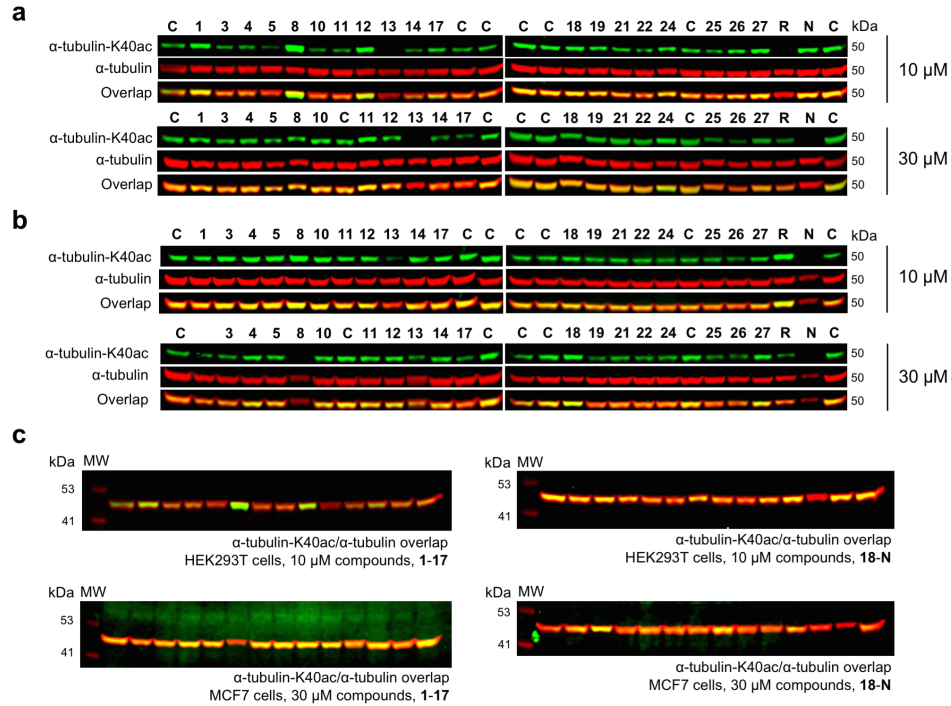 a
C 1 3 4 5 8 10 11 12 13 14 17 C C C C 18 19 21 22 24 C 25 26 27 R N C kDa
α-tubulin-K40ac 50
α-tubulin 50 10 µM
Overlap 50
C 1 3 4 5 8 10 C 11 12 13 14 17 C C C 18 19 21 22 24 C 25 26 27 R N C
α-tubulin-K40ac 50
α-tubulin 50 30 µM
Overlap 50
b
C 1 3 4 5 8 10 11 12 13 14 17 C C C C 18 19 21 22 24 C 25 26 27 R N C kDa
α-tubulin-K40ac 50
α-tubulin 50 10 µM
Overlap 50
C 3 4 5 8 10 C 11 12 13 14 17 C C C 18 19 21 22 24 C 25 26 27 R N C
α-tubulin-K40ac 50
α-tubulin 50 30 µM
Overlap 50
c
kDa MW kDa MW
53 53
41 41
α-tubulin-K40ac/α-tubulin overlap α-tubulin-K40ac/α-tubulin overlap
HEK293T cells, 10 µM compounds, 1-17 HEK293T cells, 10 µM compounds, 18-N
kDa MW kDa MW
53 53
41 41
α-tubulin-K40ac/α-tubulin overlap α-tubulin-K40ac/α-tubulin overlap
MCF7 cells, 30 µM compounds, 1-17 MCF7 cells, 30 µM compounds, 18-N